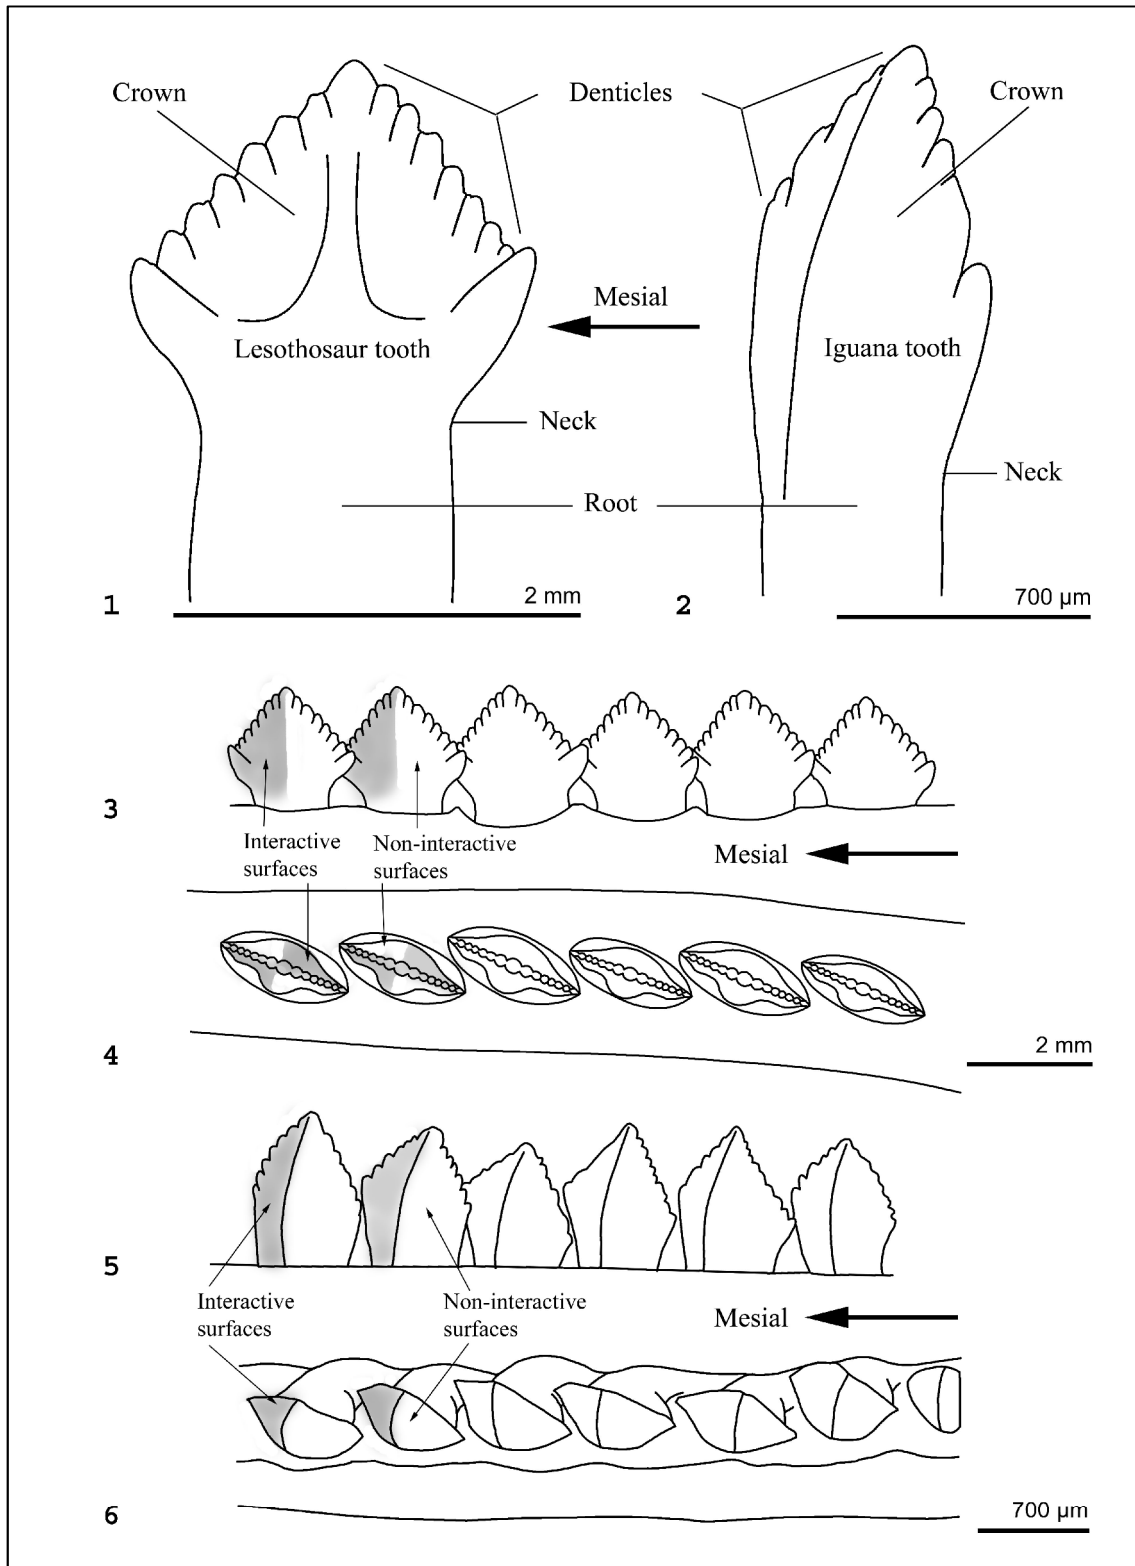 Crown
Denticles
Crown
Mesial
Lesothosaur tooth
Iguana tooth
Neck
Neck
Root
1
2 mm
2
700 µm
3
Interactive
surfaces
Non-interactive
surfaces
Mesial
4
2 mm
5
Interactive
surfaces
Non-interactive
surfaces
Mesial
6
700 µm